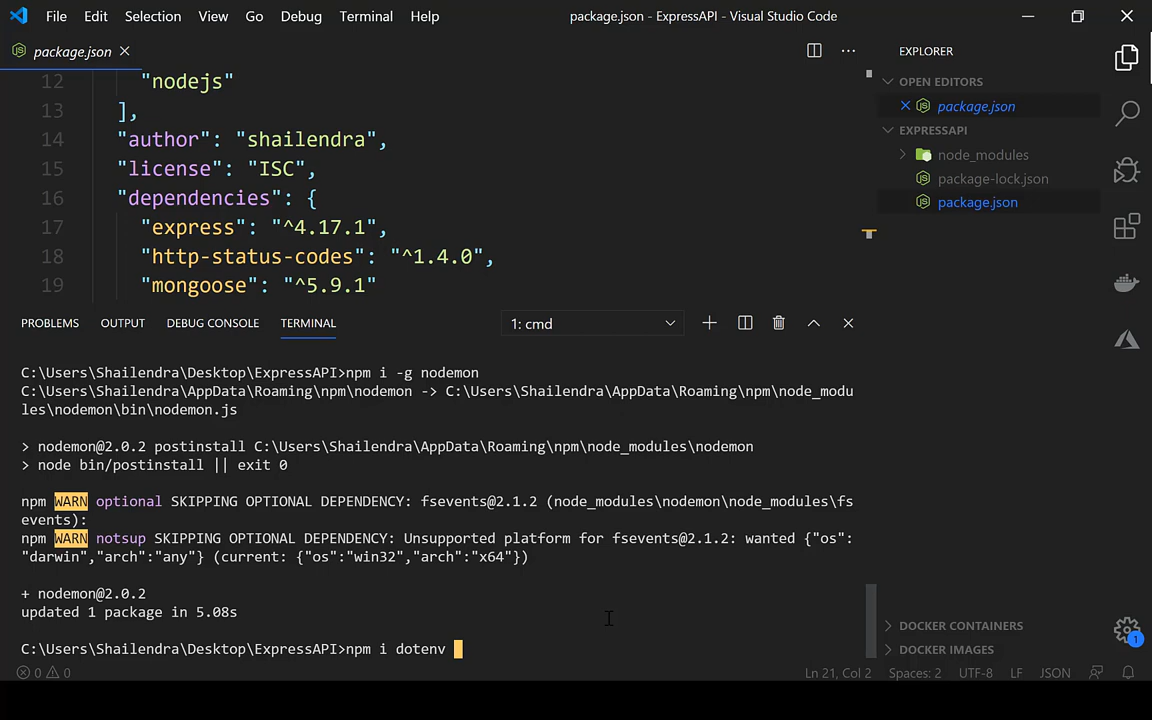 File Edit Selection View Go Debug Terminal Help
package.json - ExpressAPI - Visual Studio Code
package.json
12 "nodejs"
13 ],
14 "author": "shailendra",
15 "license": "ISC",
16 "dependencies": {
17 "express": "^4.17.1",
18 "http-status-codes": "^1.4.0",
19 "mongoose": "^5.9.1"
EXPLORER
OPEN EDITORS
package.json
EXPRESSAPI
node_modules
package-lock.json
package.json
DOCKER CONTAINERS
DOCKER IMAGES
1
PROBLEMS OUTPUT DEBUG CONSOLE TERMINAL
1: cmd
C:\Users\Shailendra\Desktop\ExpressAPI>npm i -g nodemon
C:\Users\Shailendra\AppData\Roaming\npm\nodemon -> C:\Users\Shailendra\AppData\Roaming\npm\node_modu
les\nodemon\bin\nodemon.js
> nodemon@2.0.2 postinstall C:\Users\Shailendra\AppData\Roaming\npm\node_modules\nodemon
> node bin/postinstall || exit 0
npm WARN optional SKIPPING OPTIONAL DEPENDENCY: fsevents@2.1.2 (node_modules\nodemon\node_modules\fs
events):
npm WARN notsup SKIPPING OPTIONAL DEPENDENCY: Unsupported platform for fsevents@2.1.2: wanted {"os":
"darwin","arch":"any"} (current: {"os":"win32","arch":"x64"})
+ nodemon@2.0.2
updated 1 package in 5.08s
C:\Users\Shailendra\Desktop\ExpressAPI>npm i dotenv
0 0
Ln 21, Col 2 Spaces: 2 UTF-8 LF JSON